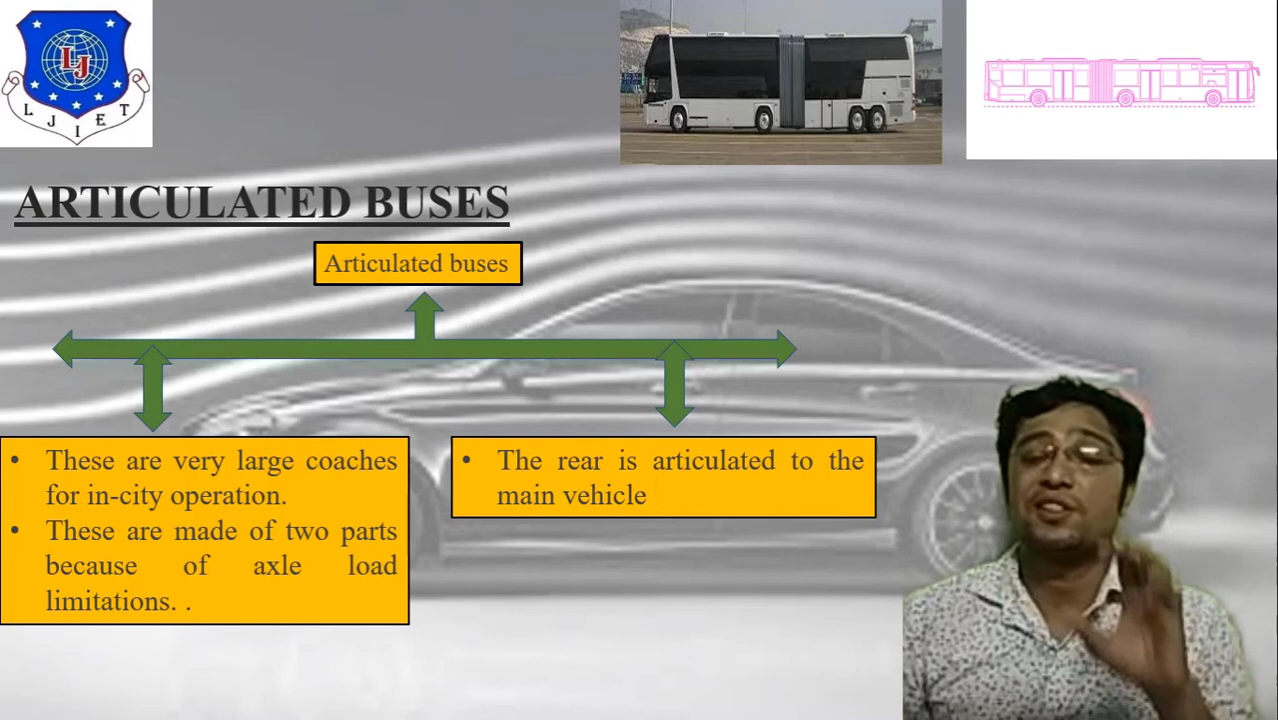 LJ
L J I E T
ARTICULATED BUSES
Articulated buses
• These are very large coaches
for in-city operation.
• These are made of two parts
because of axle load
limitations. .
• The rear is articulated to the
main vehicle